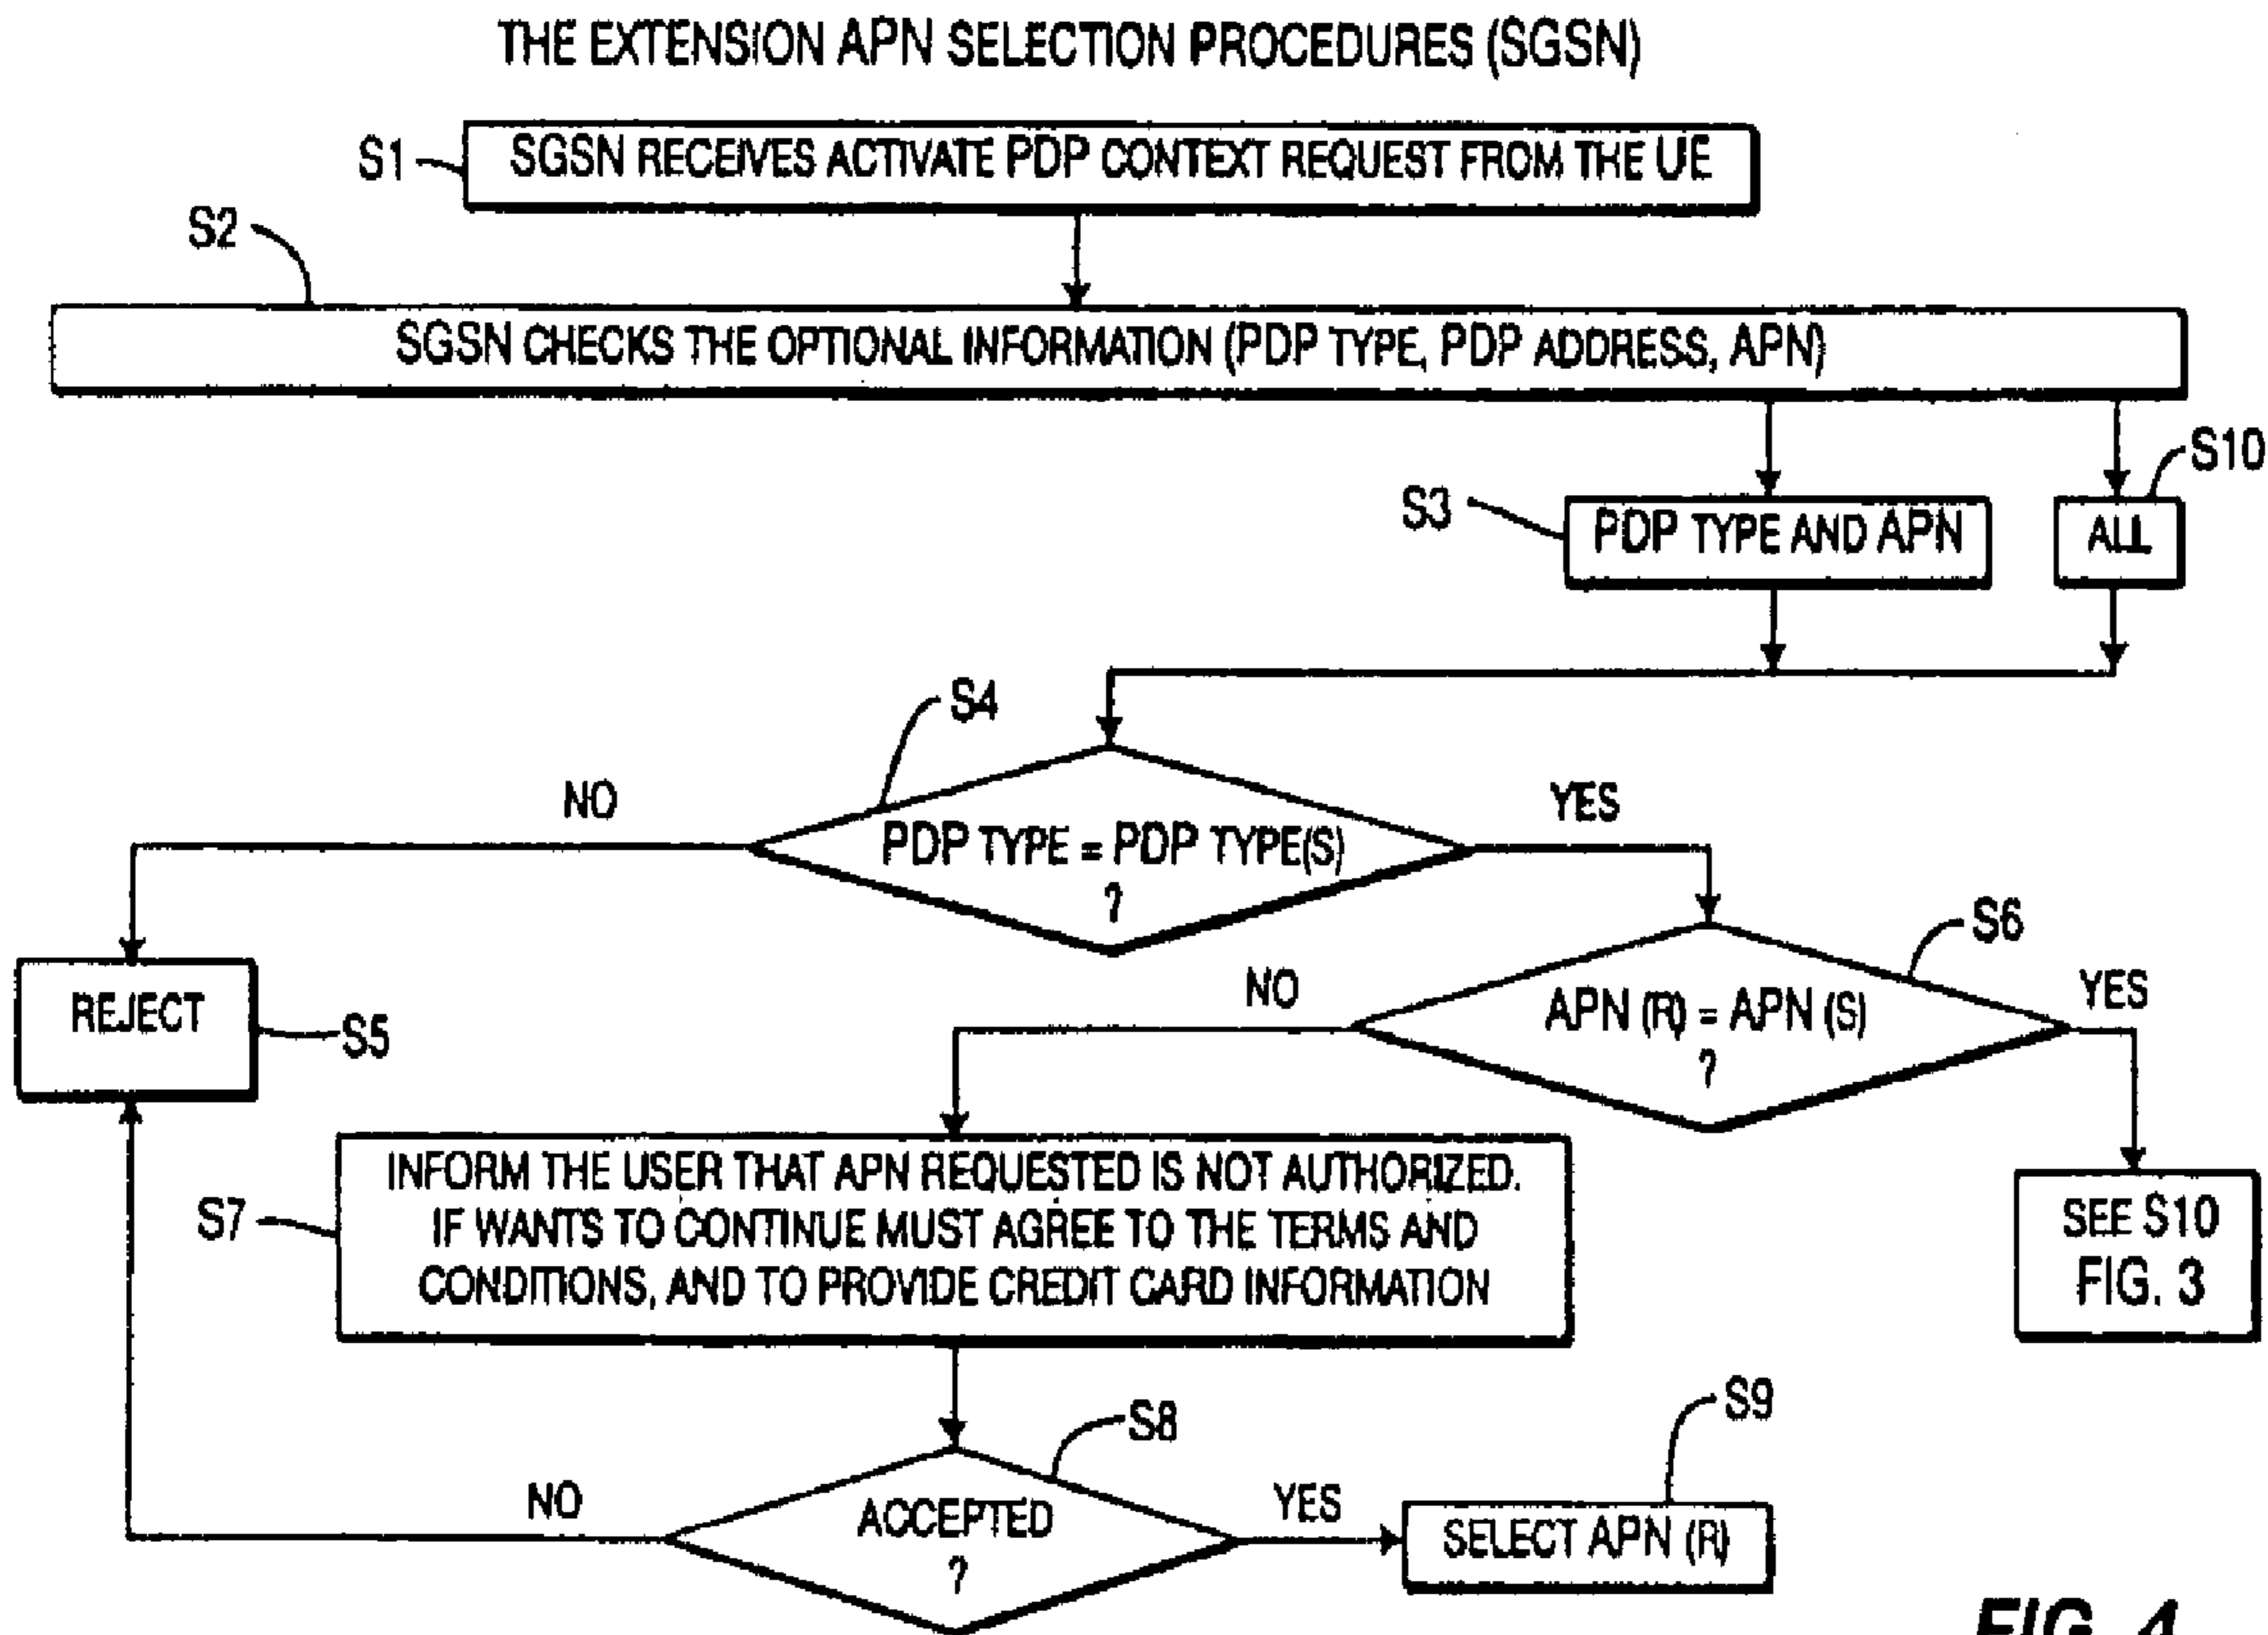 THE EXTENSION APN SELECTION PROCEDURES (SGSN)
S1
SGSN RECEIVES ACTIVATE PDP CONTEXT REQUEST FROM THE UE
S2
SGSN CHECKS THE OPTIONAL INFORMATION (PDP TYPE, PDP ADDRESS, APN)
S10
S3
PDP TYPE AND APN
ALL
S4
NO
YES
PDP TYPE = PDP TYPE(S)
?
S6
REJECT
S5
NO
YES
APN (R) = APN (S)
?
S7
INFORM THE USER THAT APN REQUESTED IS NOT AUTHORIZED.
IF WANTS TO CONTINUE MUST AGREE TO THE TERMS AND
CONDITIONS, AND TO PROVIDE CREDIT CARD INFORMATION
SEE S10
FIG. 3
S8
S9
NO
ACCEPTED
?
YES
SELECT APN (R)
FIG. 4